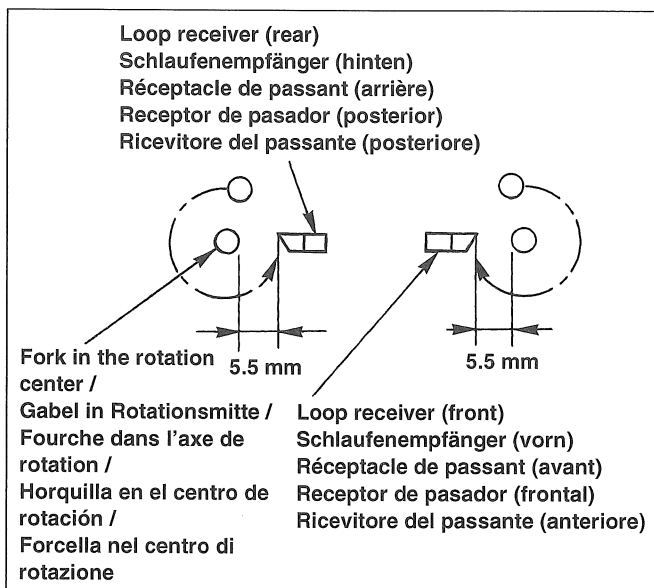 Loop receiver (rear)
Schlaufenempfänger (hinten)
Réceptacle de passant (arrière)
Receptor de pasador (posterior)
Ricevitore del passante (posteriore)
5.5 mm
5.5 mm
Fork in the rotation
center /
Gabel in Rotationsmitte /
Fourche dans l'axe de
rotation /
Horquilla en el centro de
rotación /
Forcella nel centro di
rotazione
Loop receiver (front)
Schlaufenempfänger (vorn)
Réceptacle de passant (avant)
Receptor de pasador (frontal)
Ricevitore del passante (anteriore)